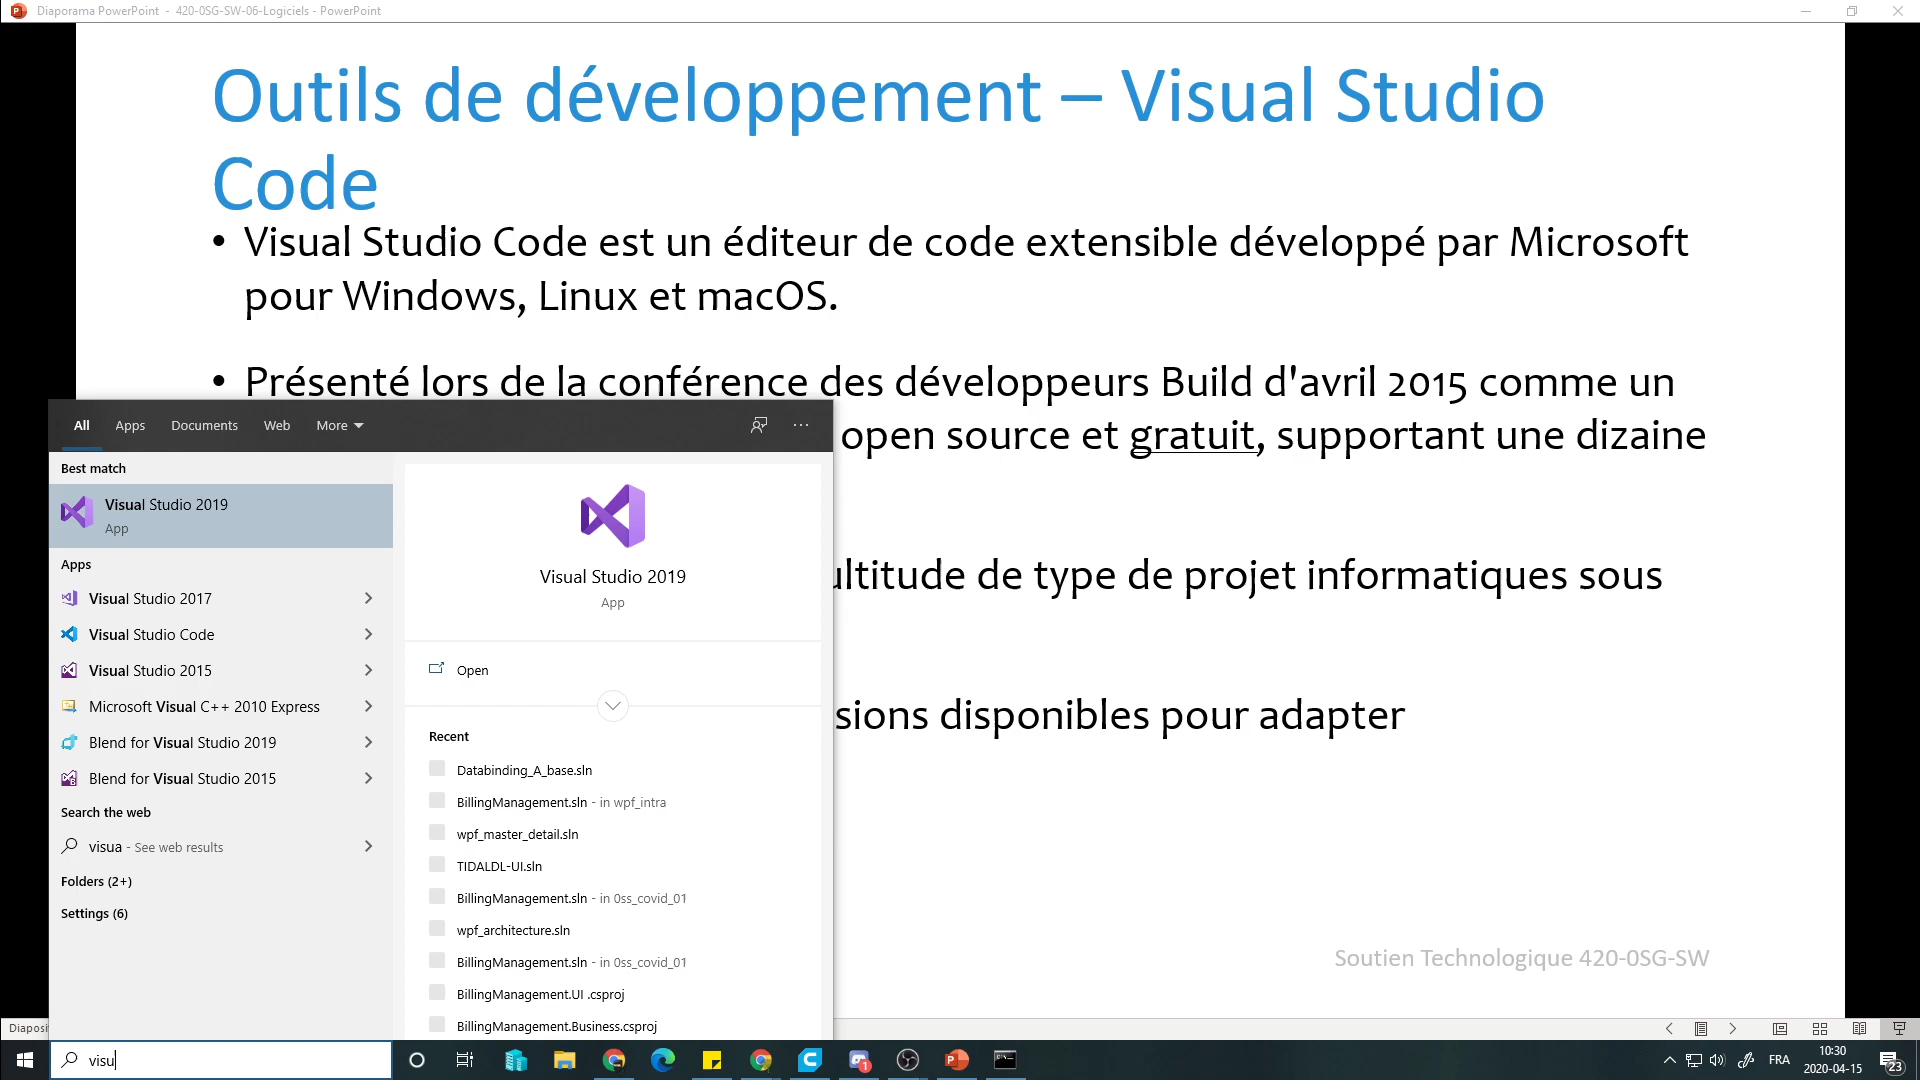 Diaporama PowerPoint - 420-0SG-SW-06-Logiciels - PowerPoint
Outils de développement – Visual Studio
Code
• Visual Studio Code est un éditeur de code extensible développé par Microsoft
pour Windows, Linux et macOS.
• Présenté lors de la conférence des développeurs Build d'avril 2015 comme un
open source et gratuit, supportant une dizaine
ultitude de type de projet informatiques sous
sions disponibles pour adapter
Soutien Technologique 420-0SG-SW
All Apps Documents Web More
Best match
Visual Studio 2019
App
Apps
Visual Studio 2017
Visual Studio Code
Visual Studio 2015
Microsoft Visual C++ 2010 Express
Blend for Visual Studio 2019
Blend for Visual Studio 2015
Search the web
visua - See web results
Folders (2+)
Settings (6)
Visual Studio 2019
App
Open
Recent
Databinding_A_base.sln
BillingManagement.sln - in wpf_intra
wpf_master_detail.sln
TIDALDL-UI.sln
BillingManagement.sln - in 0ss_covid_01
wpf_architecture.sln
BillingManagement.sln - in 0ss_covid_01
BillingManagement.UI .csproj
BillingManagement.Business.csproj
Diaposit
visu
1
FRA
10:30
2020-04-15
23